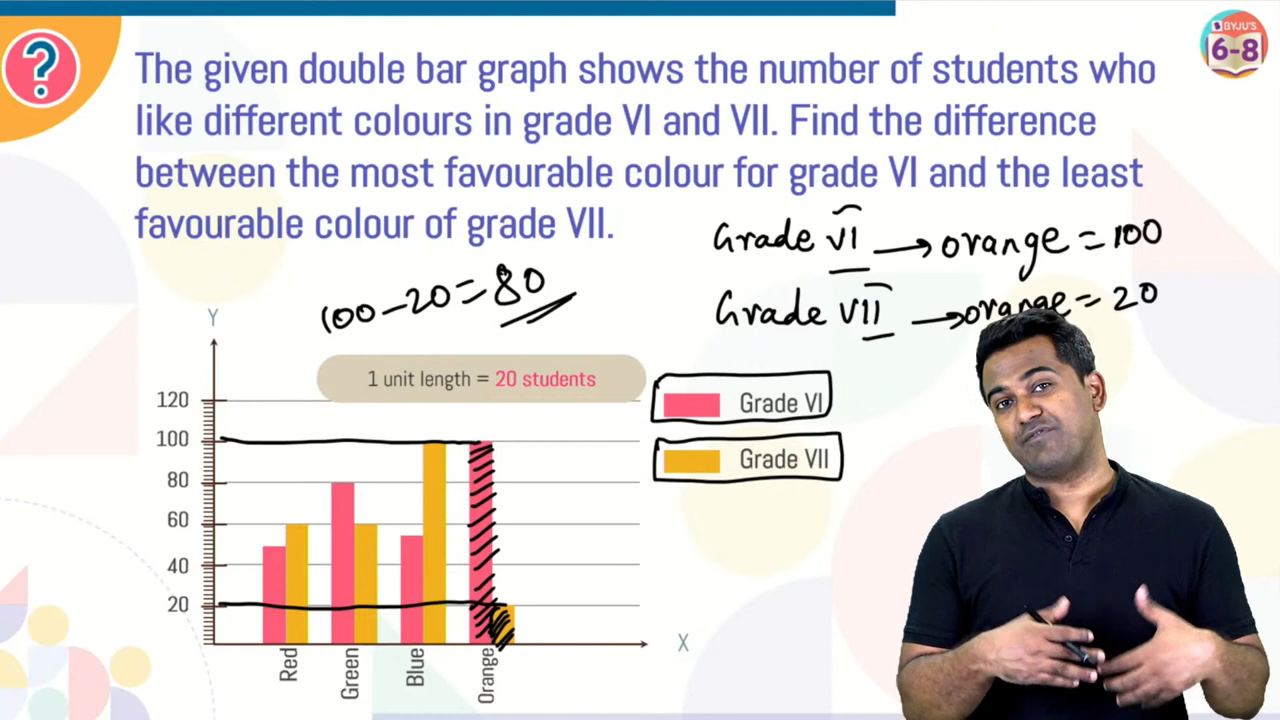 ?
BYJU'S
6-8
The given double bar graph shows the number of students who
like different colours in grade VI and VII. Find the difference
between the most favourable colour for grade VI and the least
favourable colour of grade VII.
Grade VI → orange = 100
100 - 20 = 80
Grade VII → orange = 20
Y
1 unit length = 20 students
120
100
80
60
40
20
Grade VI
Grade VII
Red
Green
Blue
Orange
X